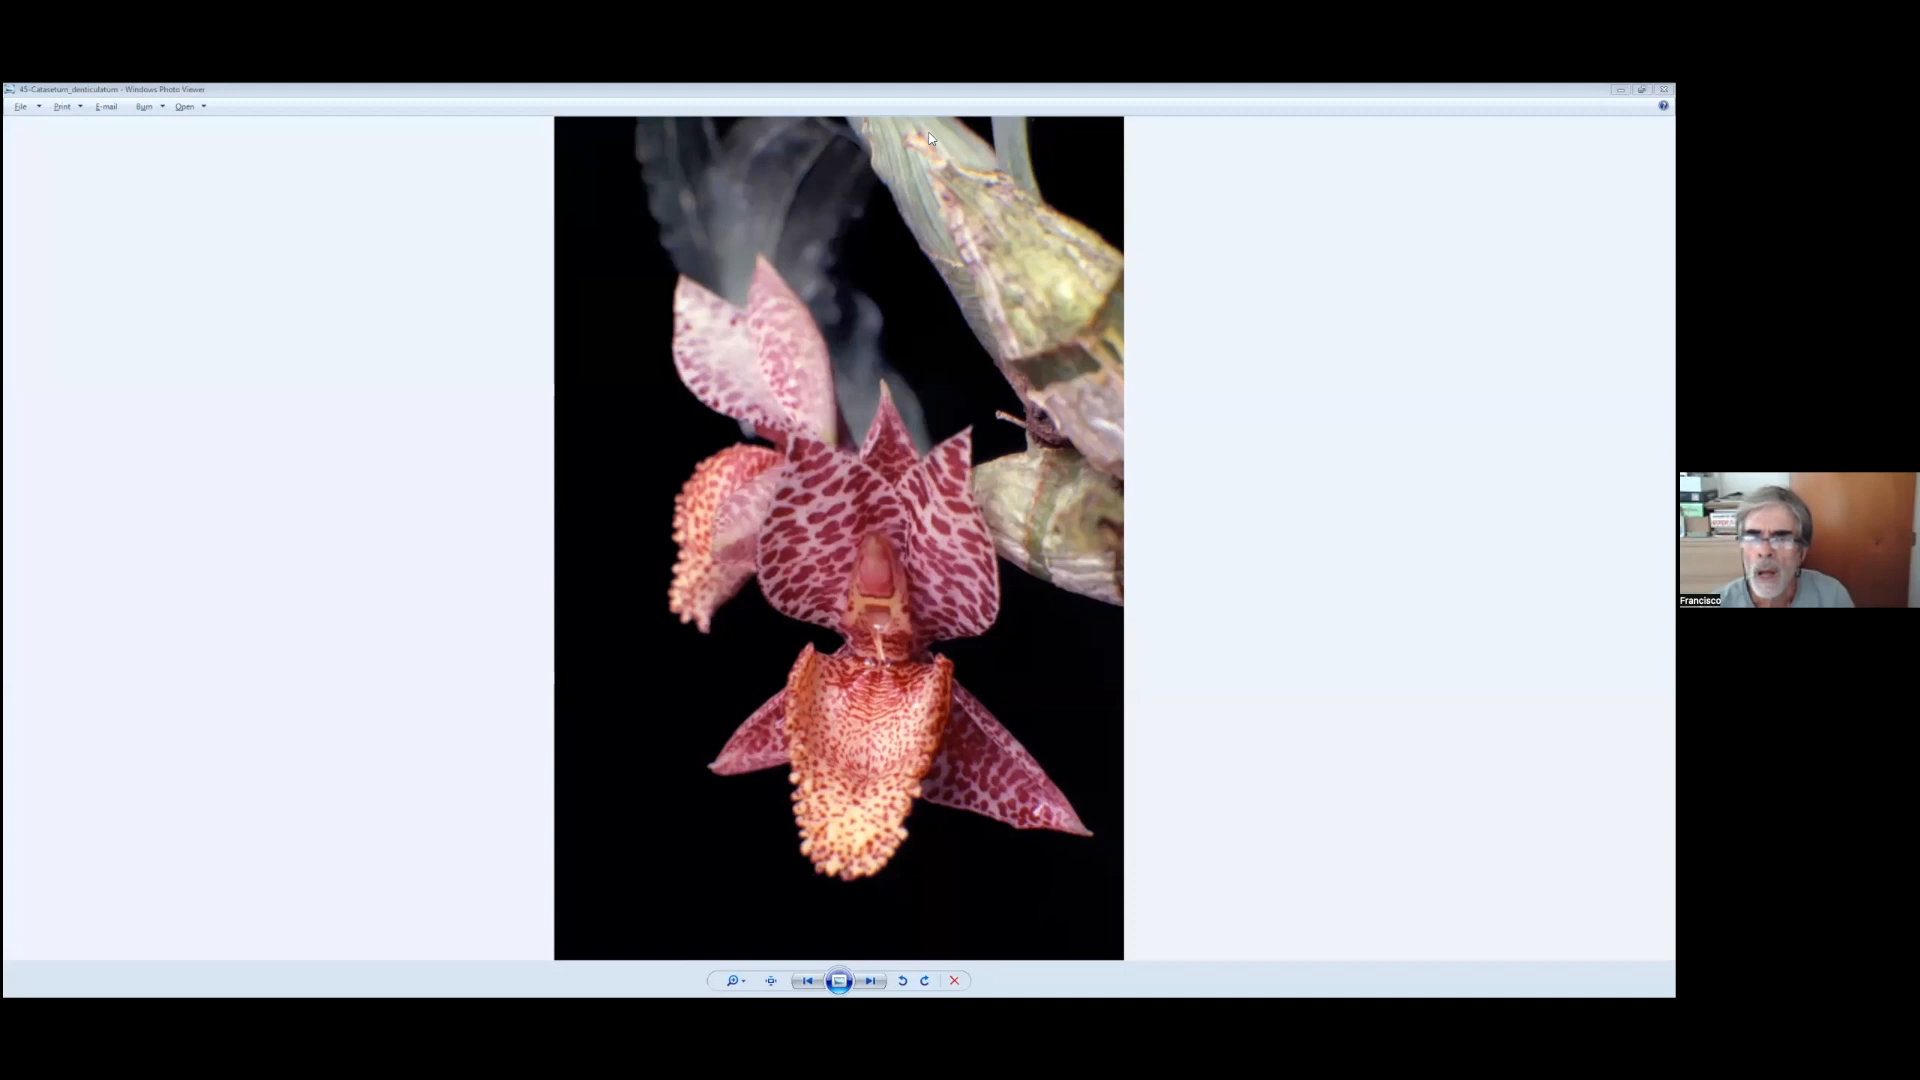 45-Catasetum_denticulatum - Windows Photo Viewer
File Print E-mail Burn Open
Francisco